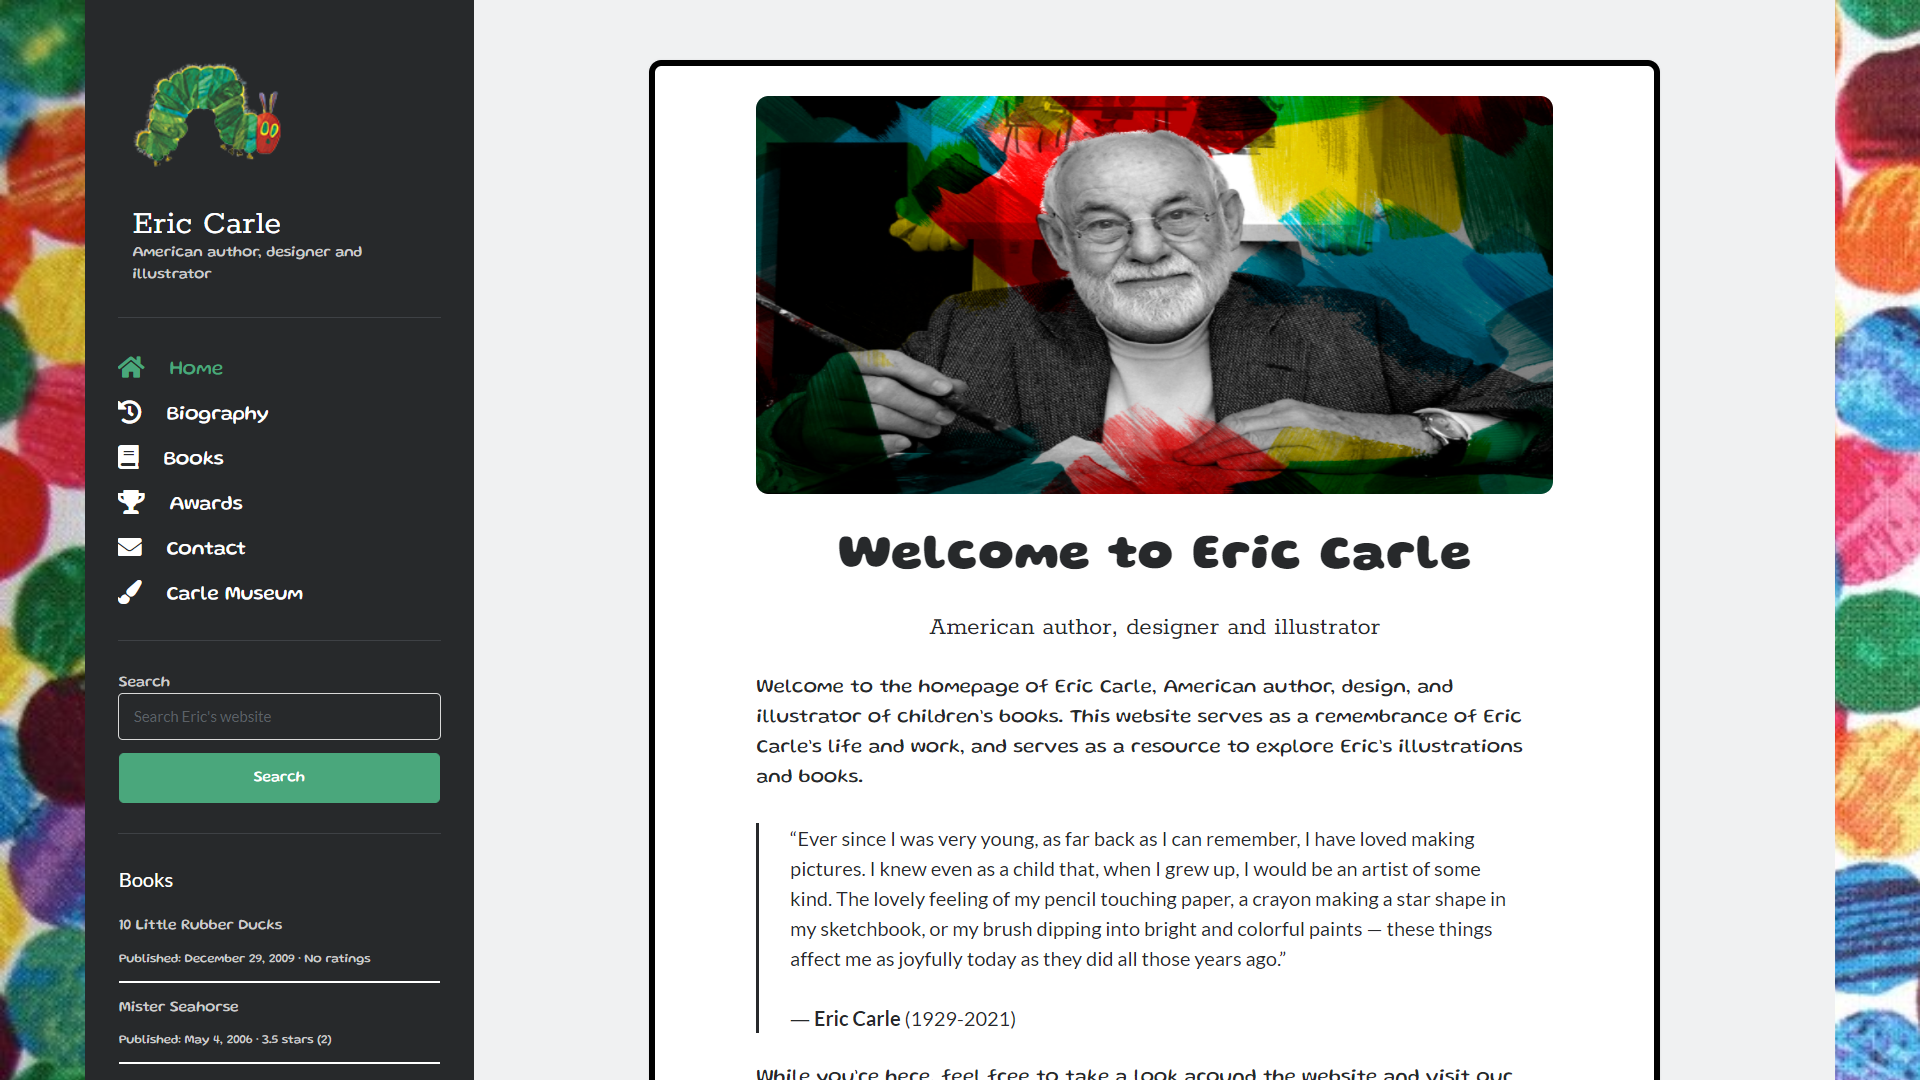 Eric Carle
American author, designer and
illustrator
Home
Biography
Books
Awards
Contact
Carle Museum
Search
Search Eric's website
Search
Books
10 Little Rubber Ducks
Published: December 29, 2009 · No ratings
Mister Seahorse
Published: May 4, 2006 · 3.5 stars (2)
Welcome to Eric Carle
American author, designer and illustrator
Welcome to the homepage of Eric Carle, American author, design, and
illustrator of children's books. This website serves as a remembrance of Eric
Carle's life and work, and serves as a resource to explore Eric's illustrations
and books.
“Ever since I was very young, as far back as I can remember, I have loved making
pictures. I knew even as a child that, when I grew up, I would be an artist of some
kind. The lovely feeling of my pencil touching paper, a crayon making a star shape in
my sketchbook, or my brush dipping into bright and colorful paints — these things
affect me as joyfully today as they did all those years ago.”
— Eric Carle (1929-2021)
While you're here, feel free to take a look around the website and visit our